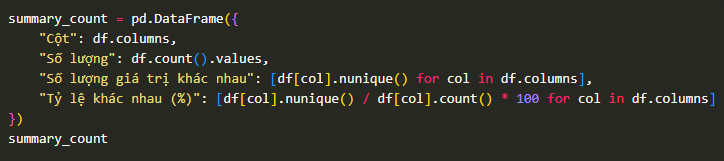 summary_count = pd.DataFrame({
    "Cột": df.columns,
    "Số lượng": df.count().values,
    "Số lượng giá trị khác nhau": [df[col].nunique() for col in df.columns],
    "Tỷ lệ khác nhau (%)": [df[col].nunique() / df[col].count() * 100 for col in df.columns]
})
summary_count